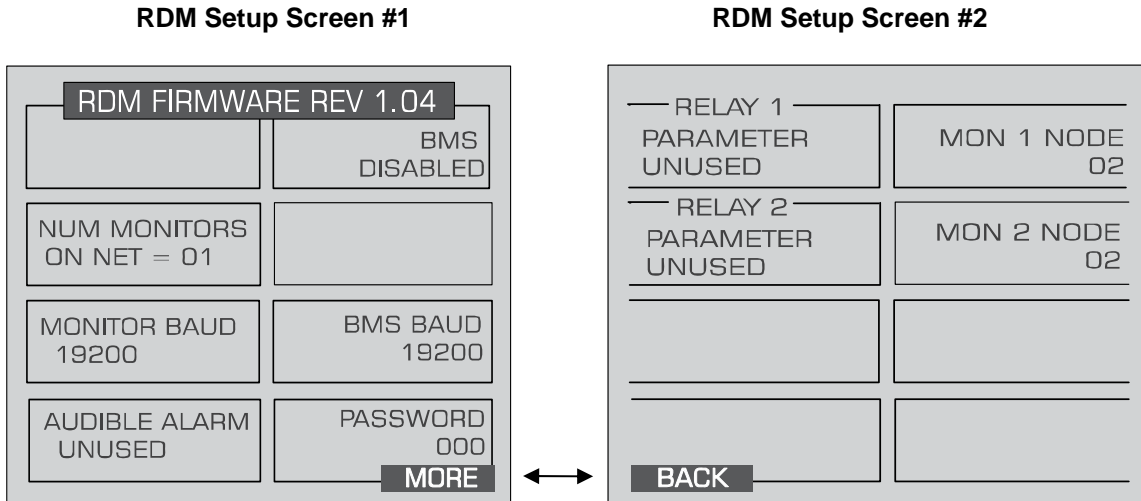 RDM Setup Screen #1
RDM FIRMWARE REV 1.04
BMS
DISABLED
NUM MONITORS
ON NET = 01
MONITOR BAUD
19200
BMS BAUD
19200
AUDIBLE ALARM
UNUSED
PASSWORD
000
MORE
RDM Setup Screen #2
RELAY 1
PARAMETER
UNUSED
MON 1 NODE
02
RELAY 2
PARAMETER
UNUSED
MON 2 NODE
02
BACK